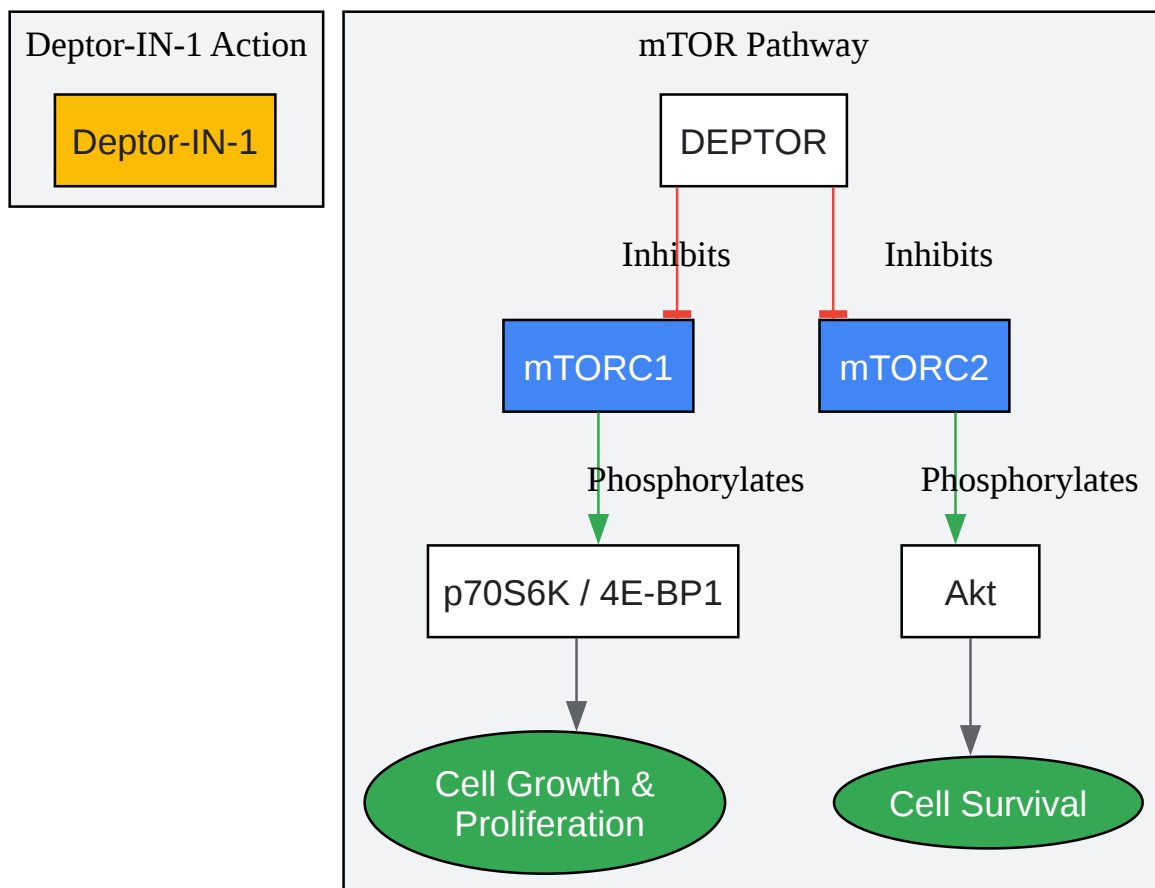 Deptor-IN-1 Action
Deptor-IN-1
mTOR Pathway
DEPTOR
Inhibits
Inhibits
mTORC1
mTORC2
Phosphorylates
Phosphorylates
p70S6K / 4E-BP1
Akt
Cell Growth &
Proliferation
Cell Survival